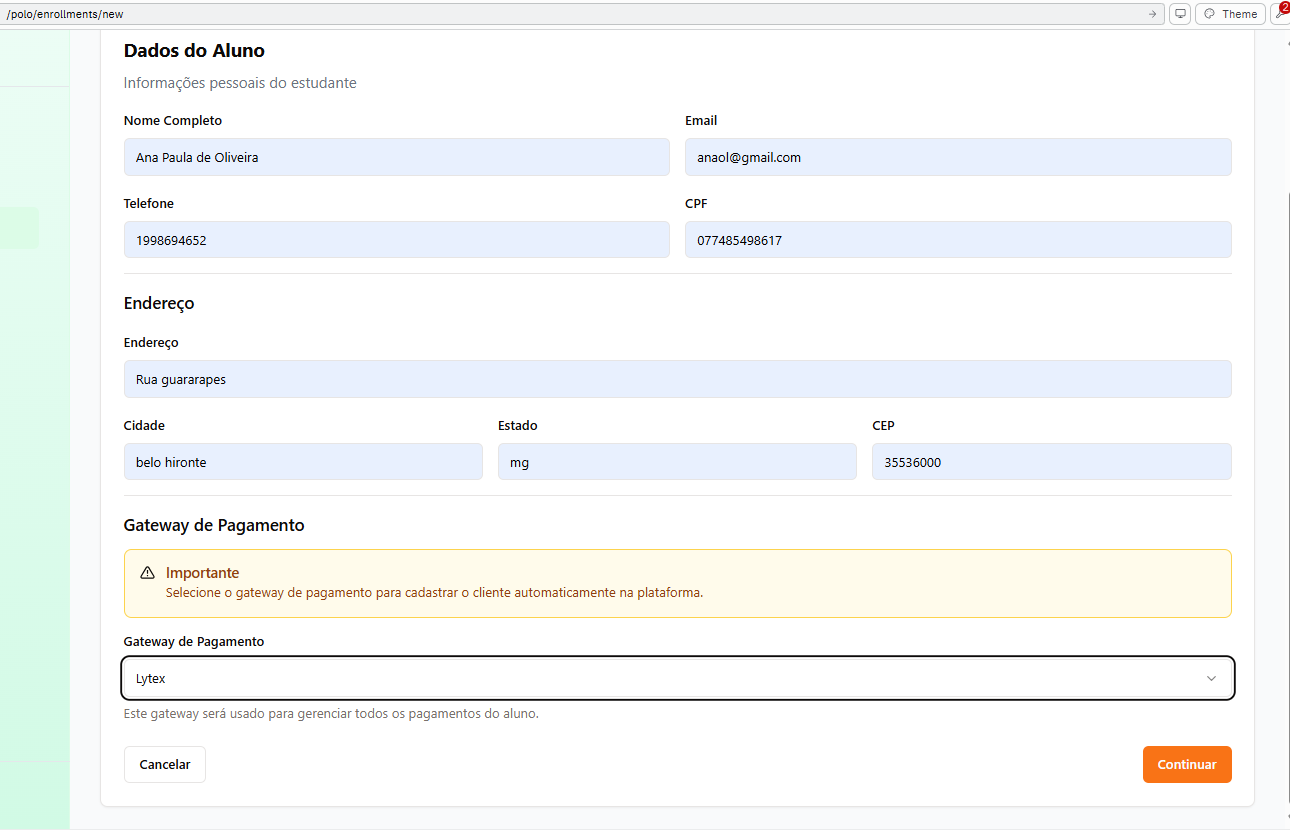 /polo/enrollments/new
Theme
2
Dados do Aluno
Informações pessoais do estudante
Nome Completo
Email
Ana Paula de Oliveira
anaol@gmail.com
Telefone
CPF
1998694652
077485498617
Endereço
Endereço
Rua guararapes
Cidade
Estado
CEP
belo hironte
mg
35536000
Gateway de Pagamento
Importante
Selecione o gateway de pagamento para cadastrar o cliente automaticamente na plataforma.
Gateway de Pagamento
Lytex
Este gateway será usado para gerenciar todos os pagamentos do aluno.
Cancelar
Continuar